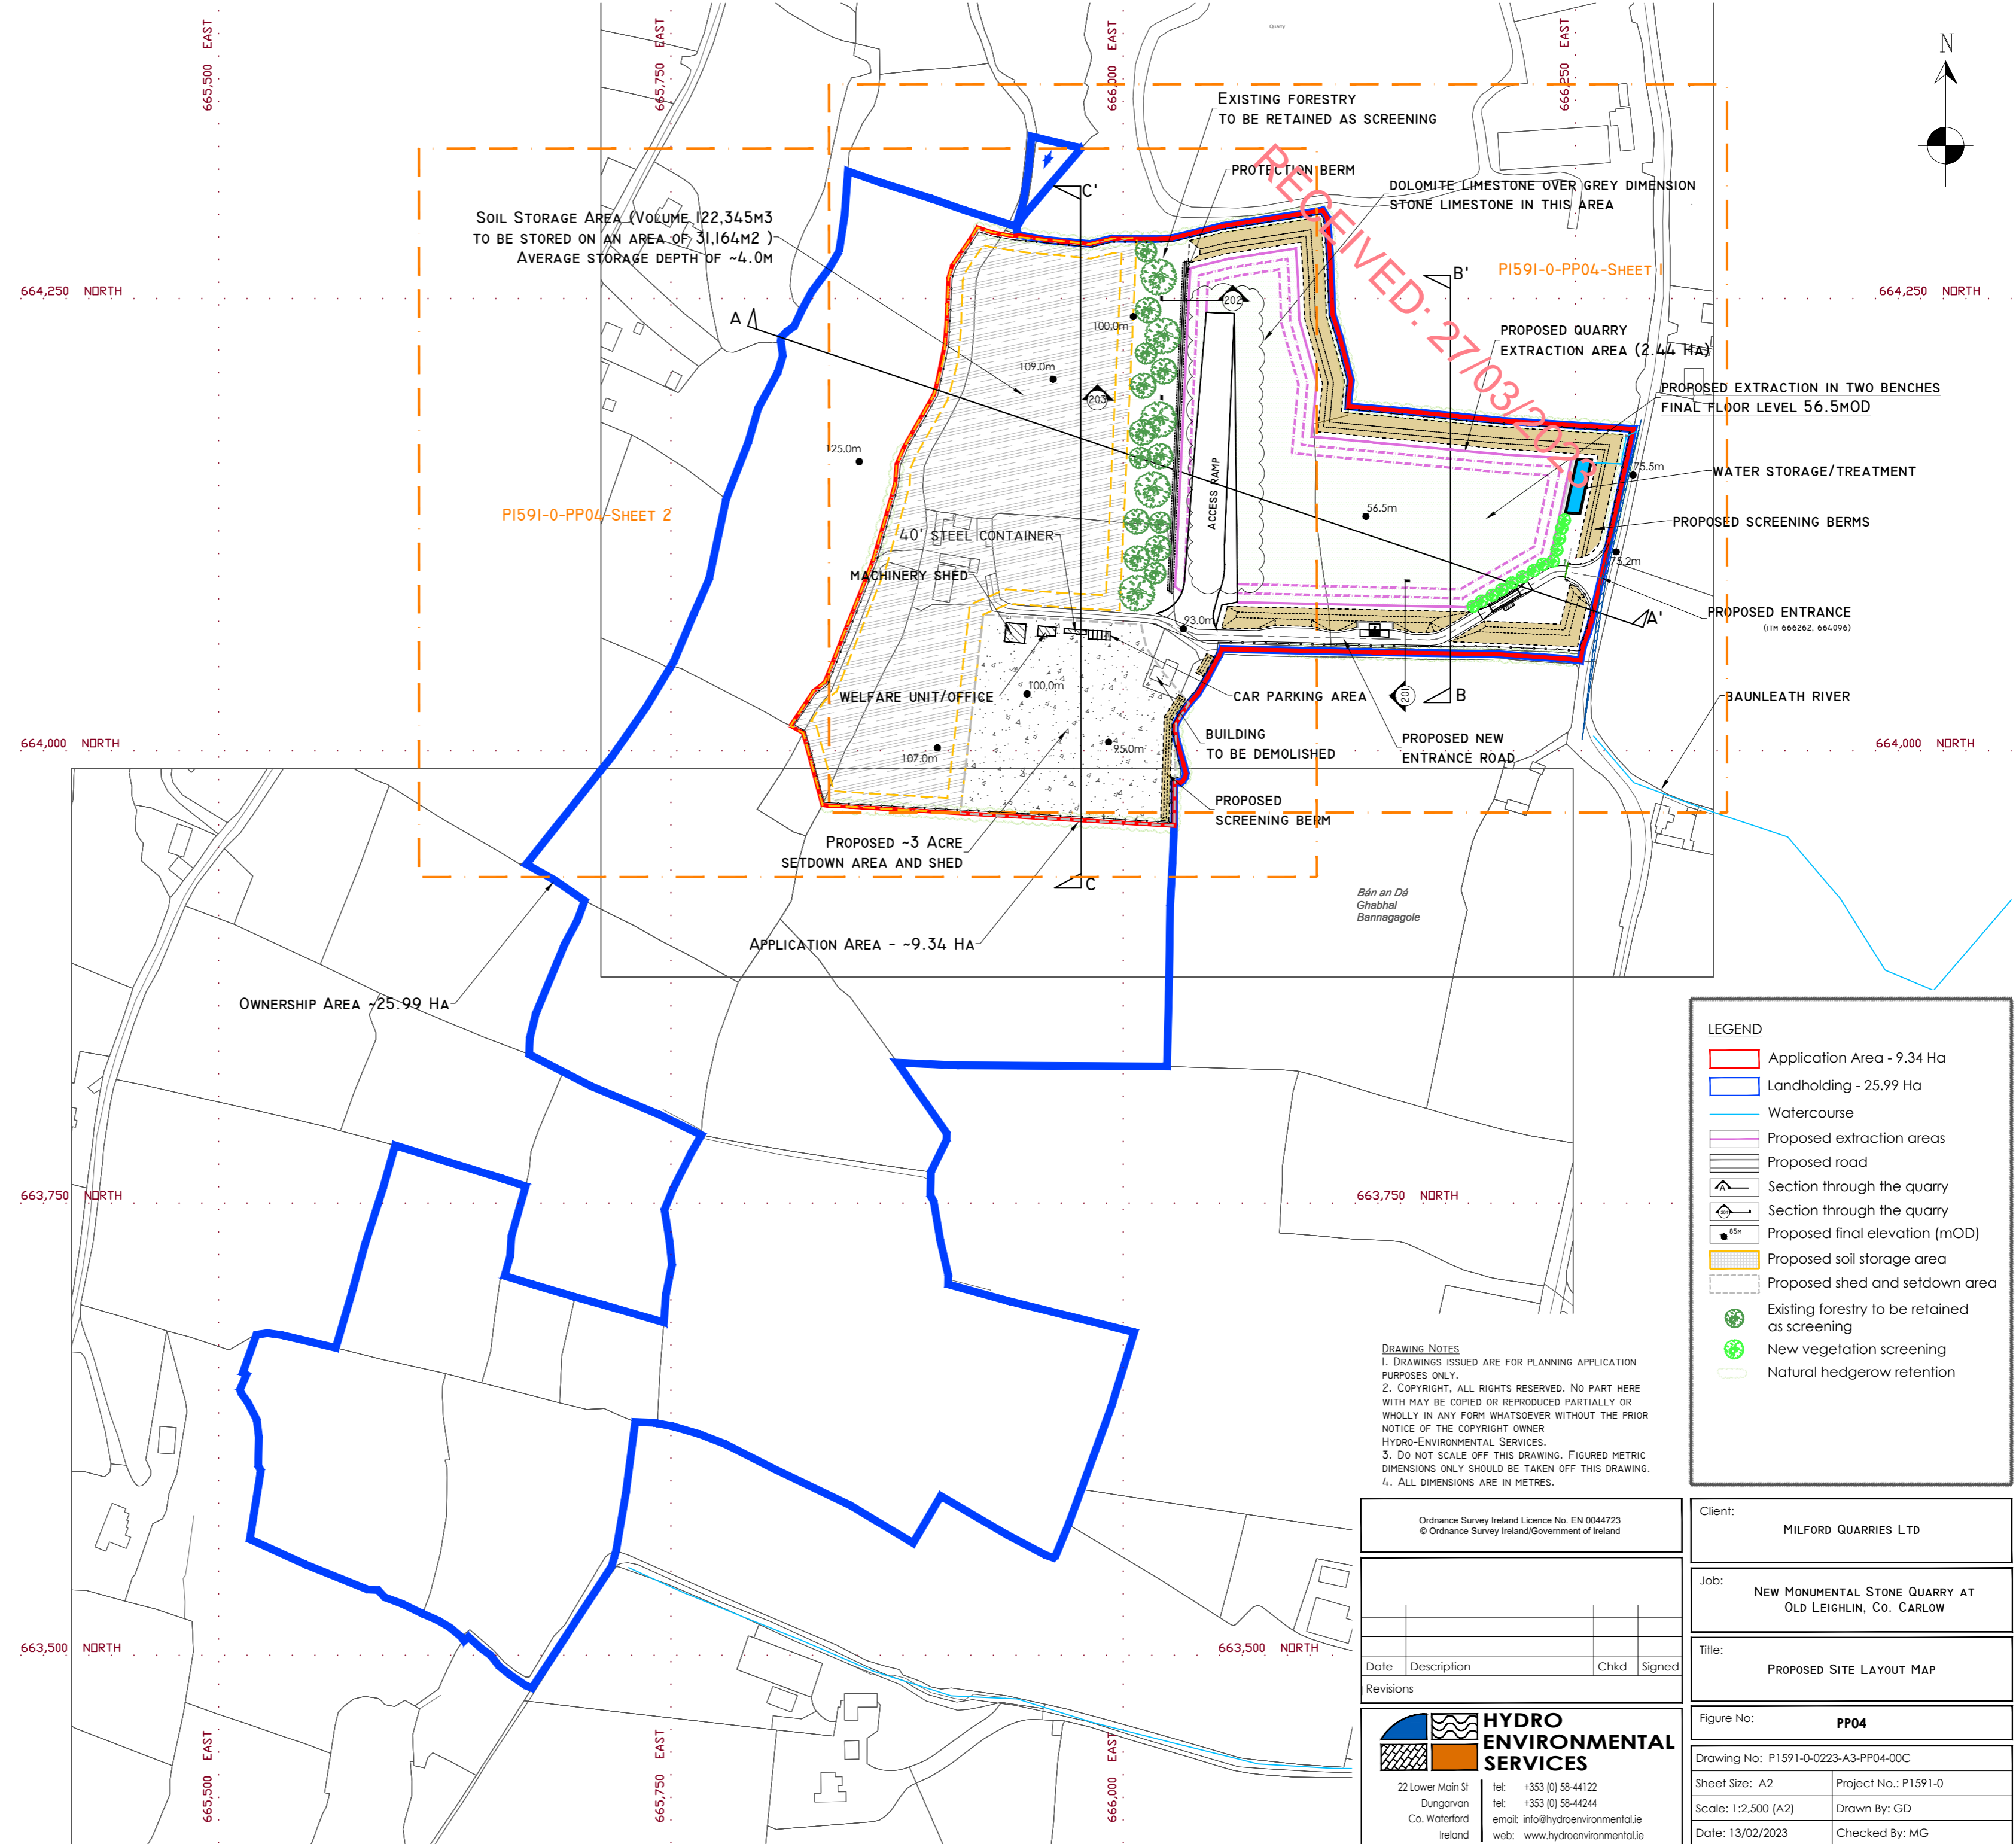 665,500 EAST
665,750 EAST
666,000 EAST
666,250 EAST
Quarry
N
EXISTING FORESTRY
TO BE RETAINED AS SCREENING
PROTECTION BERM
RECEIVED: 27/03/2023
DOLOMITE LIMESTONE OVER GREY DIMENSION
STONE LIMESTONE IN THIS AREA
C'
SOIL STORAGE AREA (VOLUME 122,345M3
TO BE STORED ON AN AREA OF 31,164M2 )
AVERAGE STORAGE DEPTH OF ~4.0M
B'
P1591-0-PP04-SHEET 1
664,250 NORTH
664,250 NORTH
202
A
100.0m
PROPOSED QUARRY
EXTRACTION AREA (2.44 HA)
109.0m
203
PROPOSED EXTRACTION IN TWO BENCHES
FINAL FLOOR LEVEL 56.5MOD
125.0m
75.5m
WATER STORAGE/TREATMENT
ACCESS RAMP
P1591-0-PP04-SHEET 2
56.5m
PROPOSED SCREENING BERMS
40' STEEL CONTAINER
75.2m
MACHINERY SHED
PROPOSED ENTRANCE
(ITM 666262, 664096)
A'
93.0m
WELFARE UNIT/OFFICE
100.0m
CAR PARKING AREA
201
B
BAUNLEATH RIVER
BUILDING
TO BE DEMOLISHED
PROPOSED NEW
ENTRANCE ROAD
664,000 NORTH
664,000 NORTH
107.0m
95.0m
PROPOSED
SCREENING BERM
PROPOSED ~3 ACRE
SETDOWN AREA AND SHED
C
Bán an Dá
Ghabhal
Bannagagole
APPLICATION AREA - ~9.34 HA
OWNERSHIP AREA ~25.99 HA
LEGEND
Application Area - 9.34 Ha
Landholding - 25.99 Ha
Watercourse
Proposed extraction areas
Proposed road
A
Section through the quarry
201
Section through the quarry
85M
Proposed final elevation (mOD)
Proposed soil storage area
Proposed shed and setdown area
Existing forestry to be retained
as screening
New vegetation screening
Natural hedgerow retention
663,750 NORTH
663,750 NORTH
DRAWING NOTES
1. DRAWINGS ISSUED ARE FOR PLANNING APPLICATION
PURPOSES ONLY.
2. COPYRIGHT, ALL RIGHTS RESERVED. NO PART HERE
WITH MAY BE COPIED OR REPRODUCED PARTIALLY OR
WHOLLY IN ANY FORM WHATSOEVER WITHOUT THE PRIOR
NOTICE OF THE COPYRIGHT OWNER
HYDRO-ENVIRONMENTAL SERVICES.
3. DO NOT SCALE OFF THIS DRAWING. FIGURED METRIC
DIMENSIONS ONLY SHOULD BE TAKEN OFF THIS DRAWING.
4. ALL DIMENSIONS ARE IN METRES.
663,500 NORTH
663,500 NORTH
665,500 EAST
665,750 EAST
666,000 EAST
Ordnance Survey Ireland Licence No. EN 0044723
© Ordnance Survey Ireland/Government of Ireland
Date Description Chkd Signed
Revisions
HYDRO
ENVIRONMENTAL
SERVICES
22 Lower Main St
Dungarvan
Co. Waterford
Ireland
tel: +353 (0) 58-44122
tel: +353 (0) 58-44244
email: info@hydroenvironmental.ie
web: www.hydroenvironmental.ie
Client:
MILFORD QUARRIES LTD
Job:
NEW MONUMENTAL STONE QUARRY AT
OLD LEIGHLIN, CO. CARLOW
Title:
PROPOSED SITE LAYOUT MAP
Figure No: PP04
Drawing No: P1591-0-0223-A3-PP04-00C
Sheet Size: A2
Project No.: P1591-0
Scale: 1:2,500 (A2)
Drawn By: GD
Date: 13/02/2023
Checked By: MG